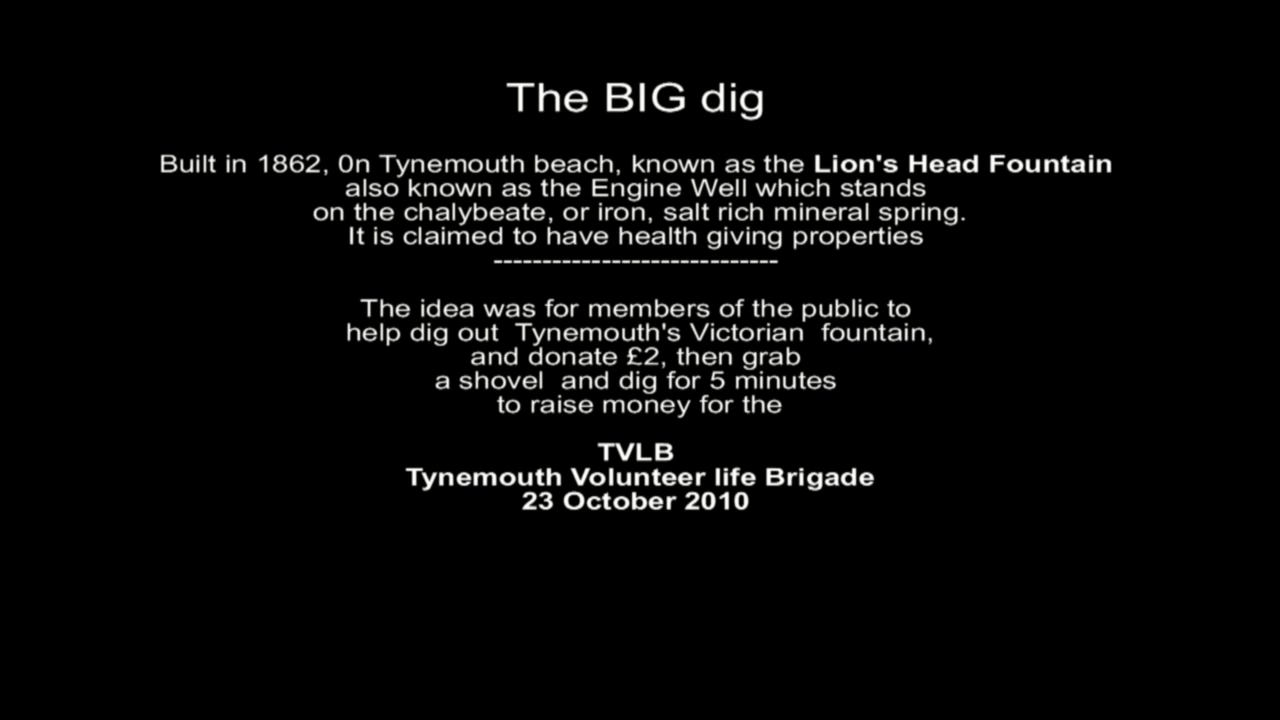 The BIG dig
Built in 1862, 0n Tynemouth beach, known as the Lion's Head Fountain
also known as the Engine Well which stands
on the chalybeate, or iron, salt rich mineral spring.
It is claimed to have health giving properties
-----------------------------
The idea was for members of the public to
help dig out  Tynemouth's Victorian  fountain,
and donate £2, then grab
a shovel  and dig for 5 minutes
to raise money for the
TVLB
Tynemouth Volunteer life Brigade
23 October 2010